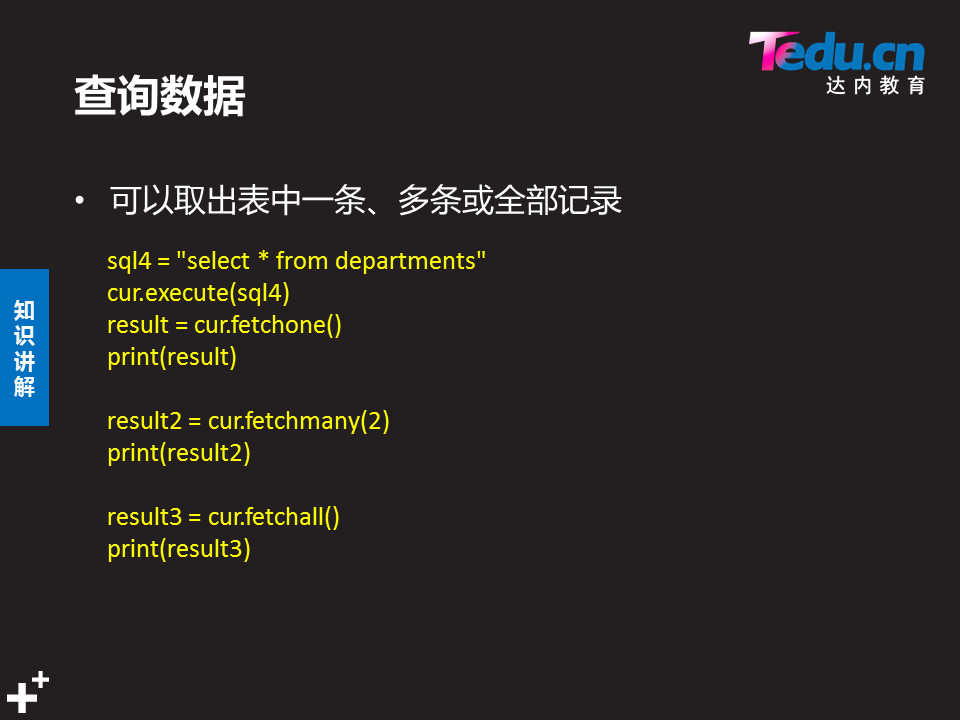 Tedu.cn
达内教育
查询数据
• 可以取出表中一条、多条或全部记录
sql4 = "select * from departments"
cur.execute(sql4)
result = cur.fetchone()
print(result)
result2 = cur.fetchmany(2)
print(result2)
result3 = cur.fetchall()
print(result3)
知
识
讲
解